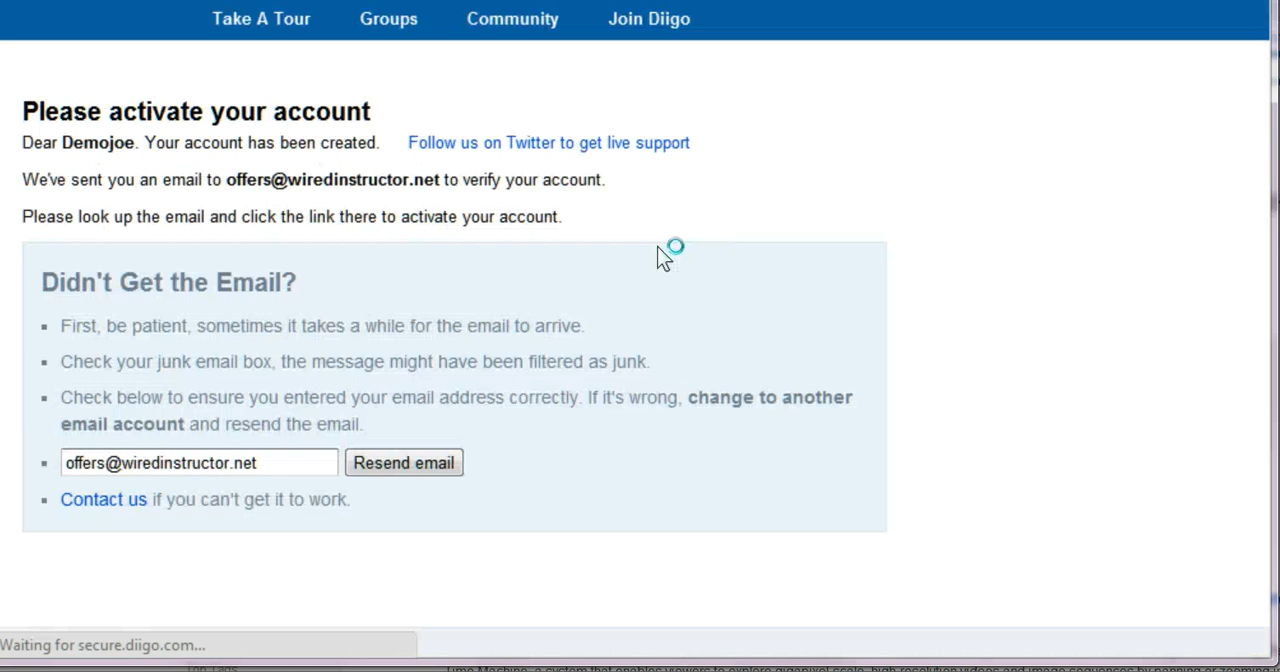 Take A Tour Groups Community Join Diigo
Please activate your account
Dear Demojoe. Your account has been created. Follow us on Twitter to get live support
We've sent you an email to offers@wiredinstructor.net to verify your account.
Please look up the email and click the link there to activate your account.
Didn't Get the Email?
First, be patient, sometimes it takes a while for the email to arrive.
Check your junk email box, the message might have been filtered as junk.
Check below to ensure you entered your email address correctly. If it's wrong, change to another
email account and resend the email.
offers@wiredinstructor.net Resend email
Contact us if you can't get it to work.
Waiting for secure.diigo.com...